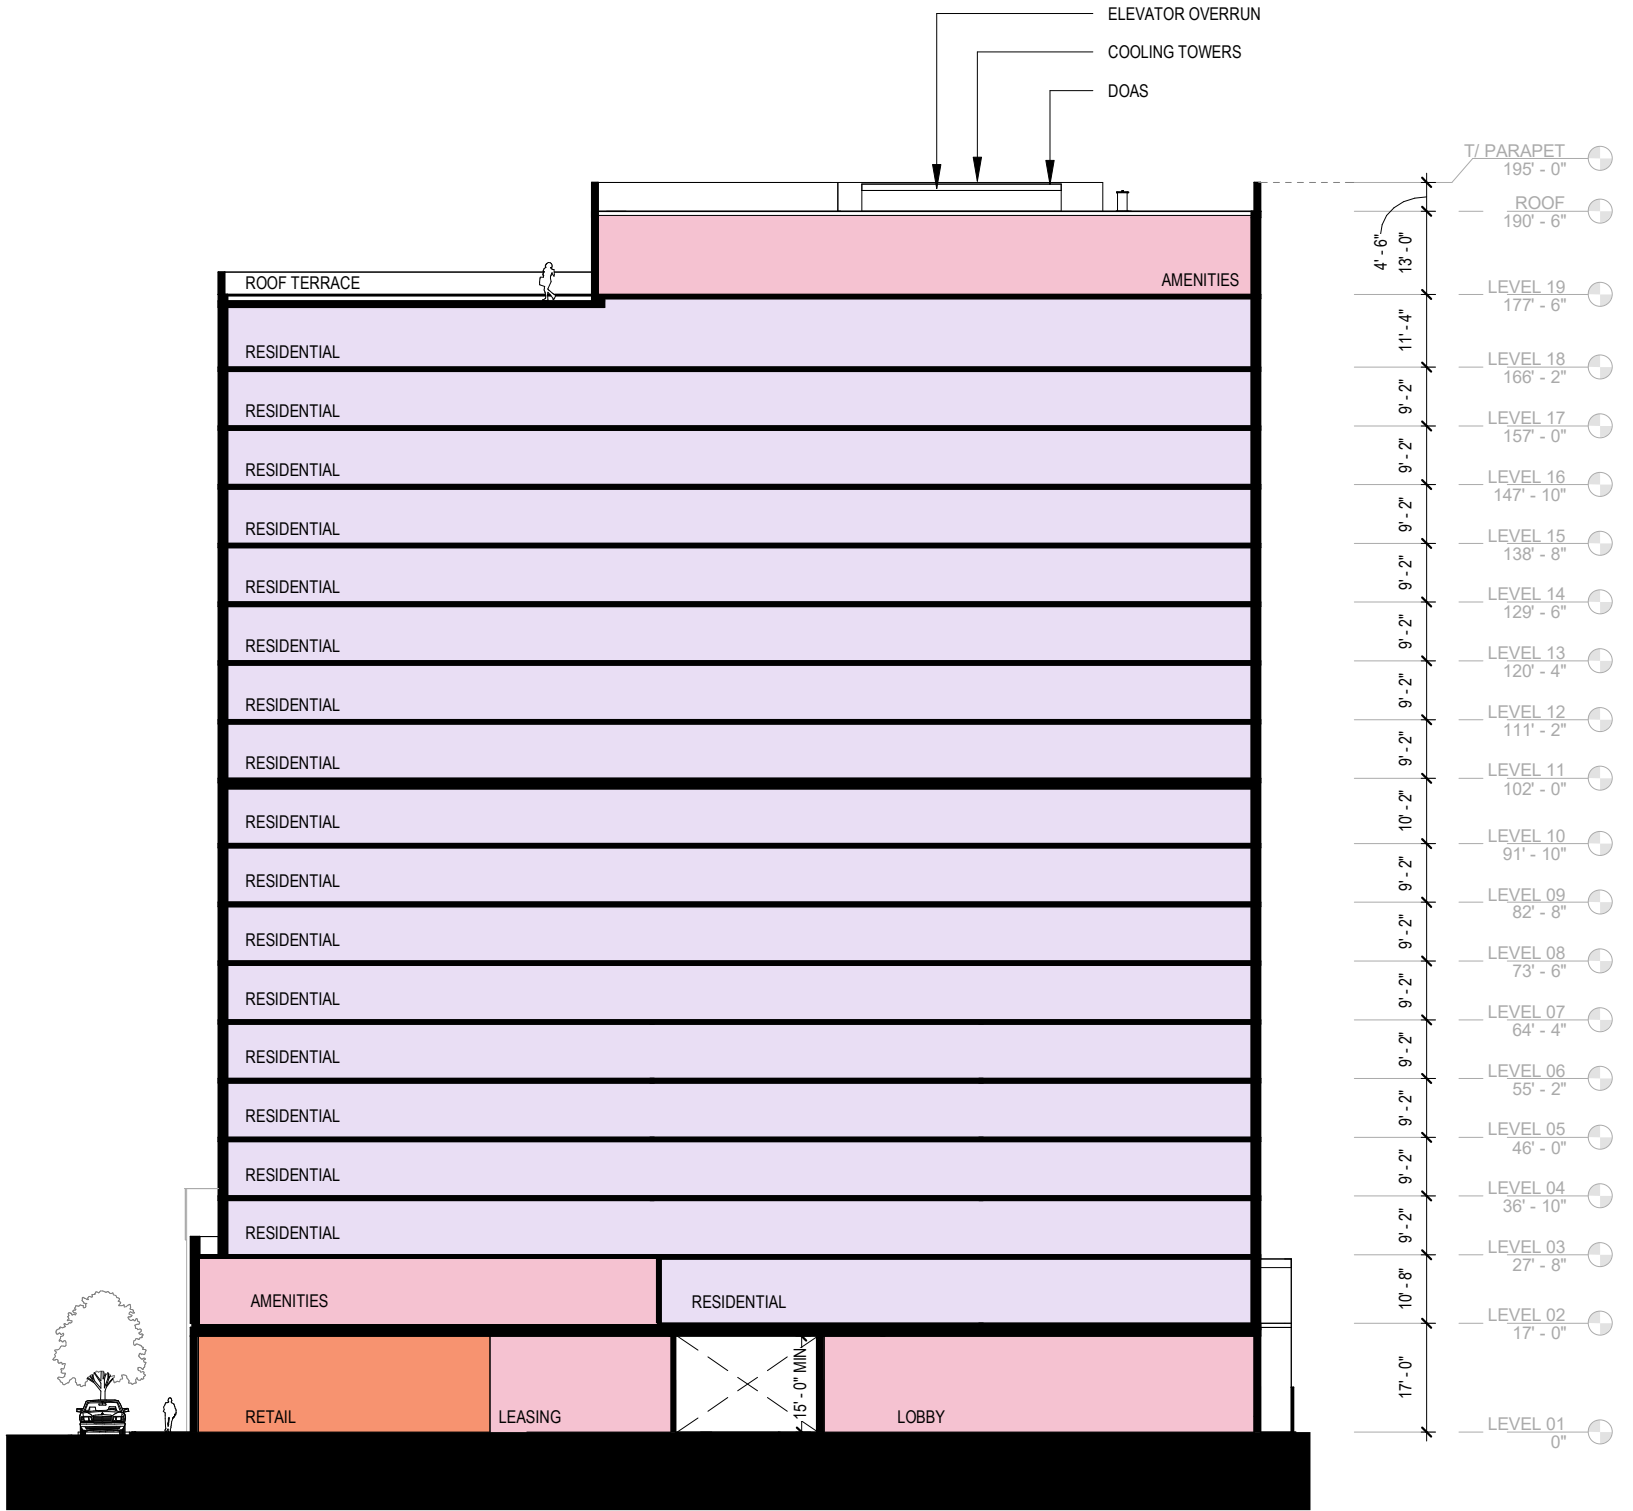 ELEVATOR OVERRUN
COOLING TOWERS
DOAS
T/ PARAPET
195' - 0"
ROOF
190' - 6"
4' - 6"
13' - 0"
AMENITIES
ROOF TERRACE
LEVEL 19
177' - 6"
11' - 4"
RESIDENTIAL
LEVEL 18
166' - 2"
9' - 2"
RESIDENTIAL
LEVEL 17
157' - 0"
9' - 2"
RESIDENTIAL
LEVEL 16
147' - 10"
9' - 2"
RESIDENTIAL
LEVEL 15
138' - 8"
9' - 2"
RESIDENTIAL
LEVEL 14
129' - 6"
9' - 2"
RESIDENTIAL
LEVEL 13
120' - 4"
9' - 2"
RESIDENTIAL
LEVEL 12
111' - 2"
9' - 2"
RESIDENTIAL
LEVEL 11
102' - 0"
10' - 2"
RESIDENTIAL
LEVEL 10
91' - 10"
9' - 2"
RESIDENTIAL
LEVEL 09
82' - 8"
9' - 2"
RESIDENTIAL
LEVEL 08
73' - 6"
9' - 2"
RESIDENTIAL
LEVEL 07
64' - 4"
9' - 2"
RESIDENTIAL
LEVEL 06
55' - 2"
9' - 2"
RESIDENTIAL
LEVEL 05
46' - 0"
9' - 2"
RESIDENTIAL
LEVEL 04
36' - 10"
9' - 2"
RESIDENTIAL
LEVEL 03
27' - 8"
10' - 8"
AMENITIES
RESIDENTIAL
LEVEL 02
17' - 0"
17' - 0"
15' - 0" MIN
RETAIL
LEASING
LOBBY
LEVEL 01
0"